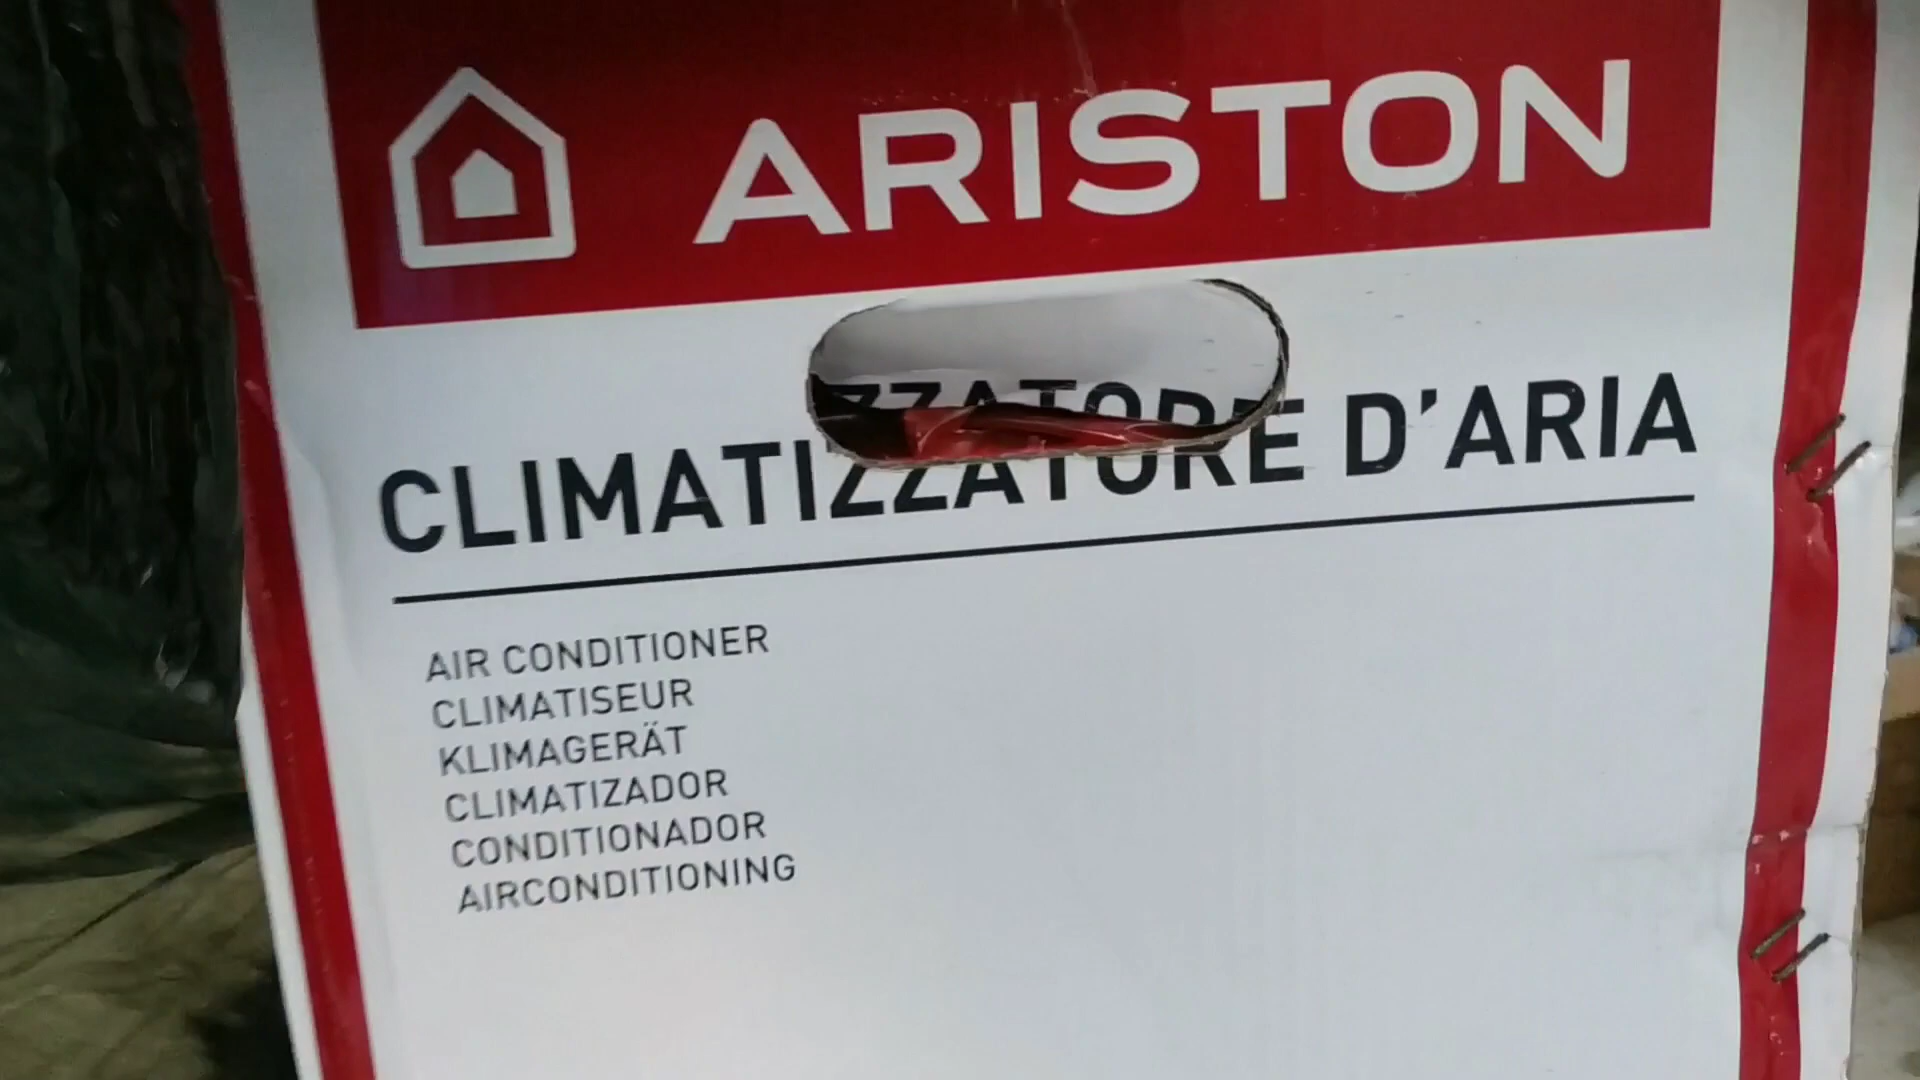 ARISTON
CLIMATIZZATORE D'ARIA
AIR CONDITIONER
CLIMATISEUR
KLIMAGERÄT
CLIMATIZADOR
CONDITIONADOR
AIRCONDITIONING